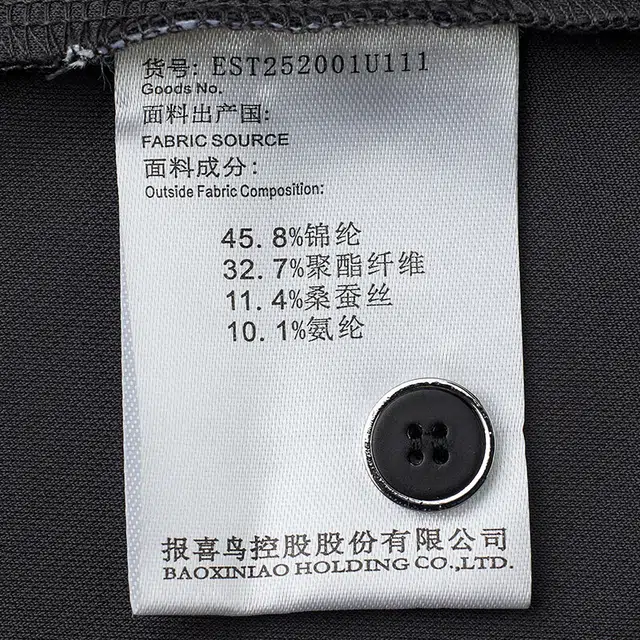 货号: EST252001U111
Goods No.
面料出产国:
FABRIC SOURCE
面料成分:
Outside Fabric Composition:
45.8%锦纶
32.7%聚酯纤维
11.4%桑蚕丝
10.1%氨纶
报喜鸟控股股份有限公司
BAOXINIAO HOLDING CO.,LTD.